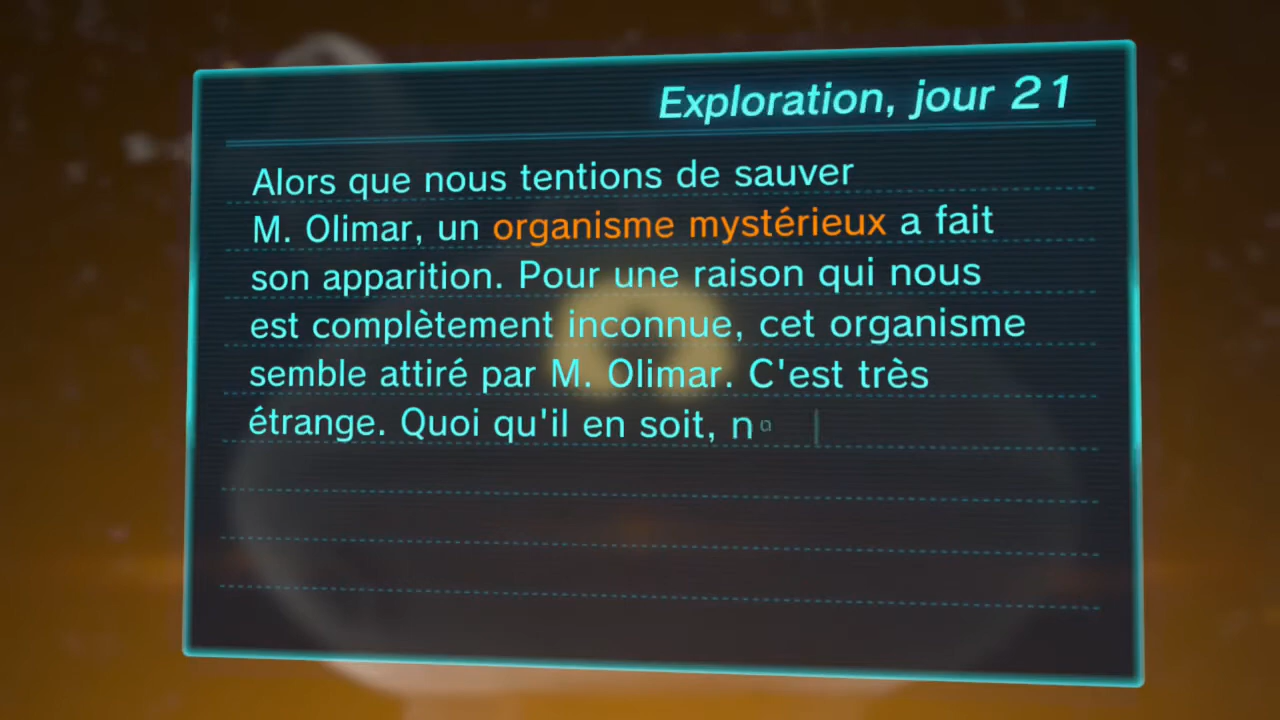 Exploration, jour 21
Alors que nous tentions de sauver
M. Olimar, un organisme mystérieux a fait
son apparition. Pour une raison qui nous
est complètement inconnue, cet organisme
semble attiré par M. Olimar. C'est très
étrange. Quoi qu'il en soit, n